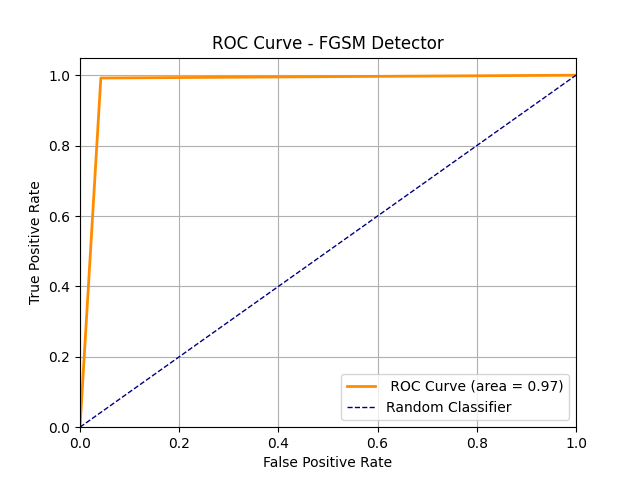 ROC Curve - FGSM Detector
1.0
0.8
0.6
0.4
0.2
0.0
True Positive Rate
0.0 0.2 0.4 0.6 0.8 1.0
False Positive Rate
ROC Curve (area = 0.97)
Random Classifier